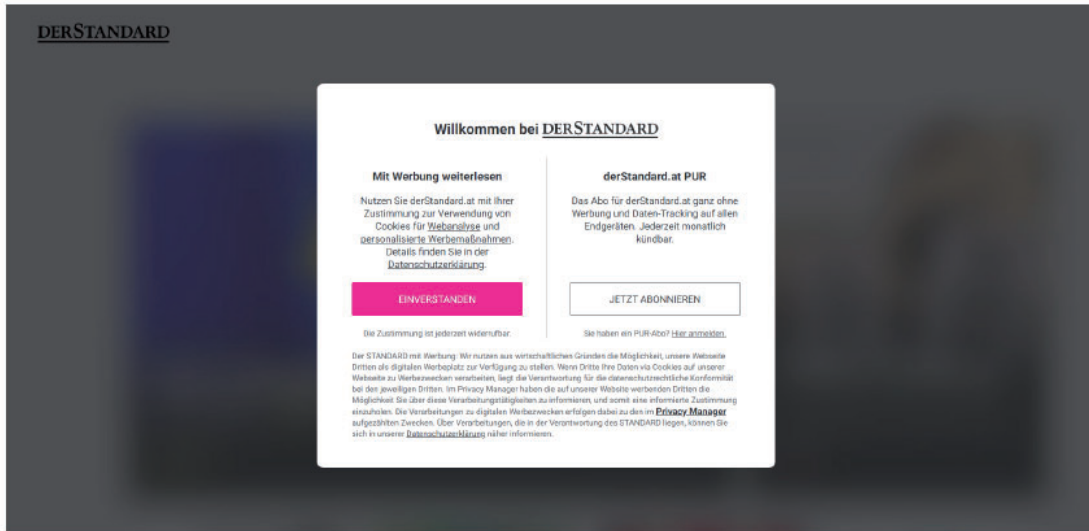 DERSTANDARD
Willkommen bei DERSTANDARD
Mit Werbung weiterlesen
Nutzen Sie derStandard.at mit Ihrer
Zustimmung zur Verwendung von
Cookies für Webanalyse und
personalisierte Werbemaßnahmen.
Details finden Sie in der
Datenschutzerklärung.
EINVERSTANDEN
Die Zustimmung ist jederzeit widerrufbar.
derStandard.at PUR
Das Abo für derStandard.at ganz ohne
Werbung und Daten-Tracking auf allen
Endgeräten. Jederzeit monatlich
kündbar.
JETZT ABONNIEREN
Sie haben ein PUR-Abo? Hier anmelden.
Der STANDARD mit Werbung: Wir nutzen aus wirtschaftlichen Gründen die Möglichkeit, unsere Webseite
Dritten als digitalen Werbeplatz zur Verfügung zu stellen. Wenn Dritte Ihre Daten via Cookies auf unserer
Webseite zu Werbezwecken verarbeiten, liegt die Verantwortung für die datenschutzrechtliche Konformität
bei den jeweiligen Dritten. Im Privacy Manager haben die auf unserer Website werbenden Dritten die
Möglichkeit Sie über diese Verarbeitungstätigkeiten zu informieren, und somit eine informierte Zustimmung
einzuholen. Die Verarbeitungen zu digitalen Werbezwecken erfolgen dabei zu den im Privacy Manager
aufgezählten Zwecken. Über Verarbeitungen, die in der Verantwortung des STANDARD liegen, können Sie
sich in unserer Datenschutzerklärung näher informieren.